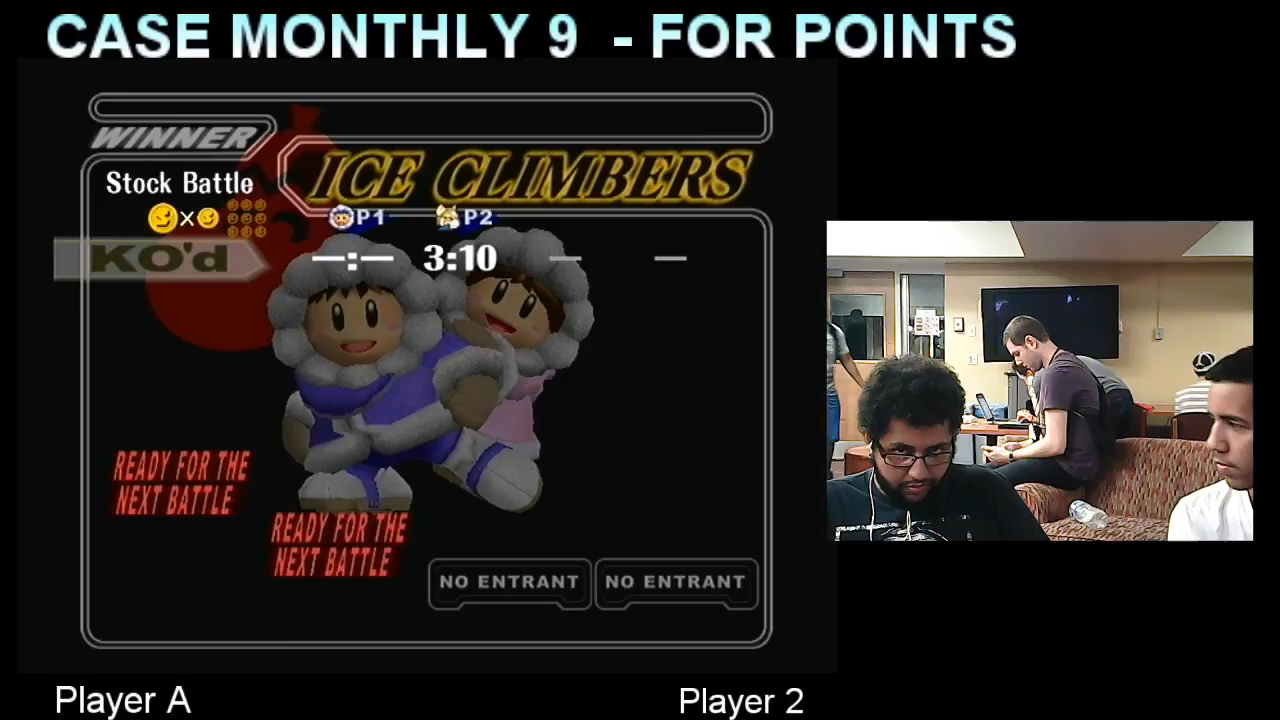 CASE MONTHLY 9 - FOR POINTS
WINNER
Stock Battle
ICE CLIMBERS
P1
P2
KO'd
3:10
READY FOR THE
NEXT BATTLE
READY FOR THE
NEXT BATTLE
NO ENTRANT
NO ENTRANT
Player A
Player 2